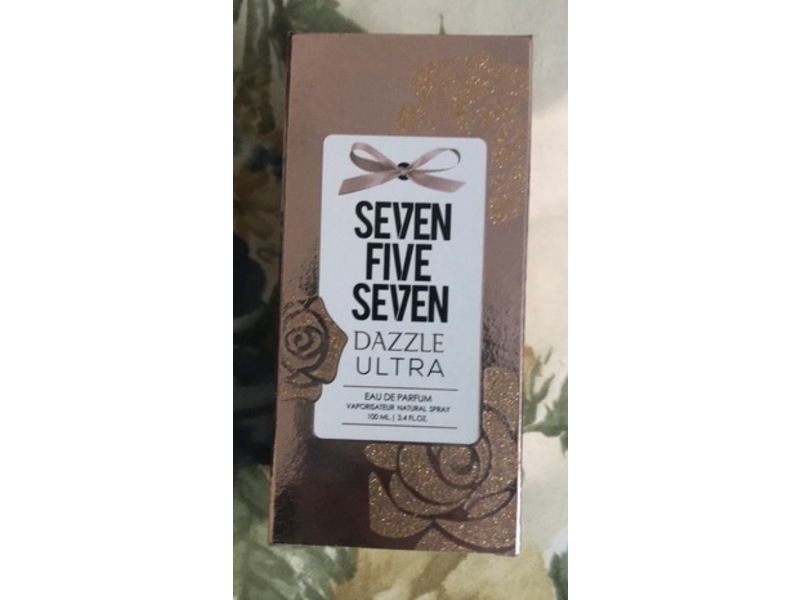 SEVEN
FIVE
SEVEN
DAZZLE
ULTRA
EAU DE PARFUM
VAPORISATEUR NATURAL SPRAY
100 ML. | 3.4 FL.OZ.